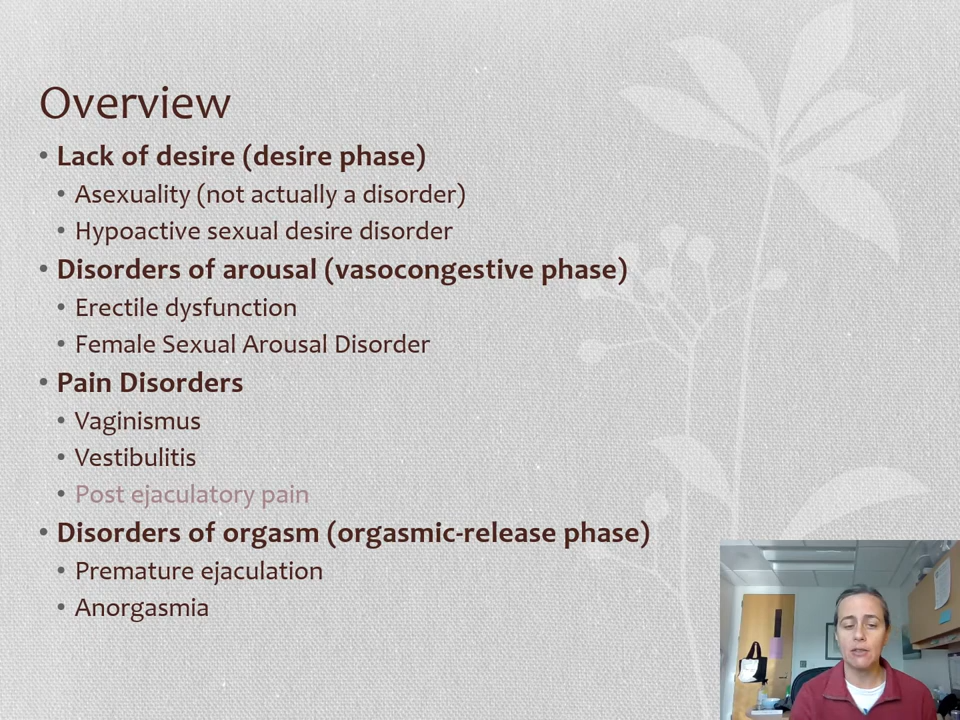 Overview
• Lack of desire (desire phase)
• Asexuality (not actually a disorder)
• Hypoactive sexual desire disorder
• Disorders of arousal (vasocongestive phase)
• Erectile dysfunction
• Female Sexual Arousal Disorder
• Pain Disorders
• Vaginismus
• Vestibulitis
• Post ejaculatory pain
• Disorders of orgasm (orgasmic-release phase)
• Premature ejaculation
• Anorgasmia